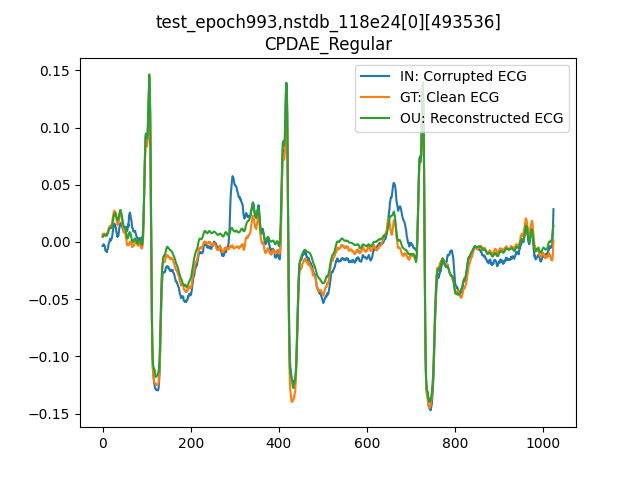 test_epoch993,nstdb_118e24[0][493536]
CPDAE_Regular
IN: Corrupted ECG
GT: Clean ECG
OU: Reconstructed ECG
0.15
0.10
0.05
0.00
−0.05
−0.10
−0.15
0 200 400 600 800 1000